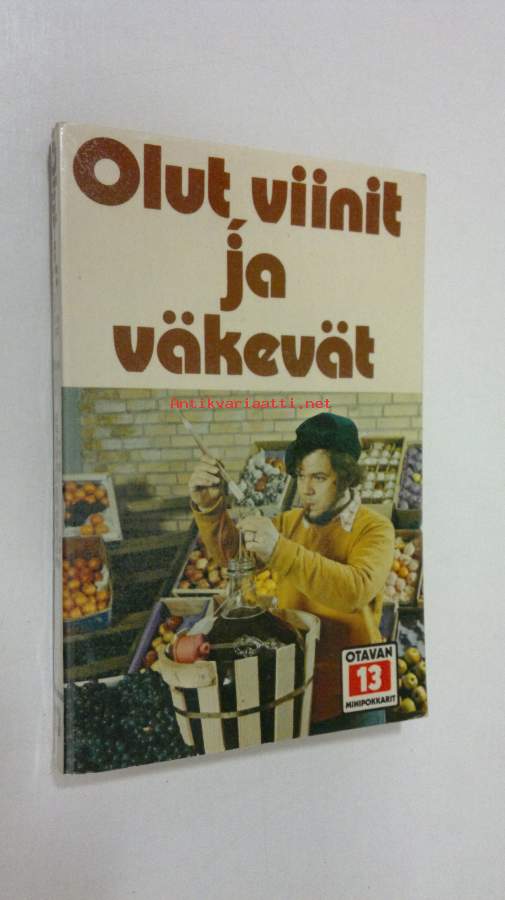 Olut, viinit
ja
väkevät
Antikvariaatti.net
OTAVAN
13
MINIPOKKARIT